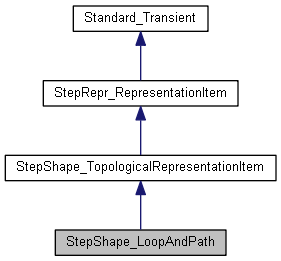 Standard_Transient
StepRepr_RepresentationItem
StepShape_TopologicalRepresentationItem
StepShape_LoopAndPath